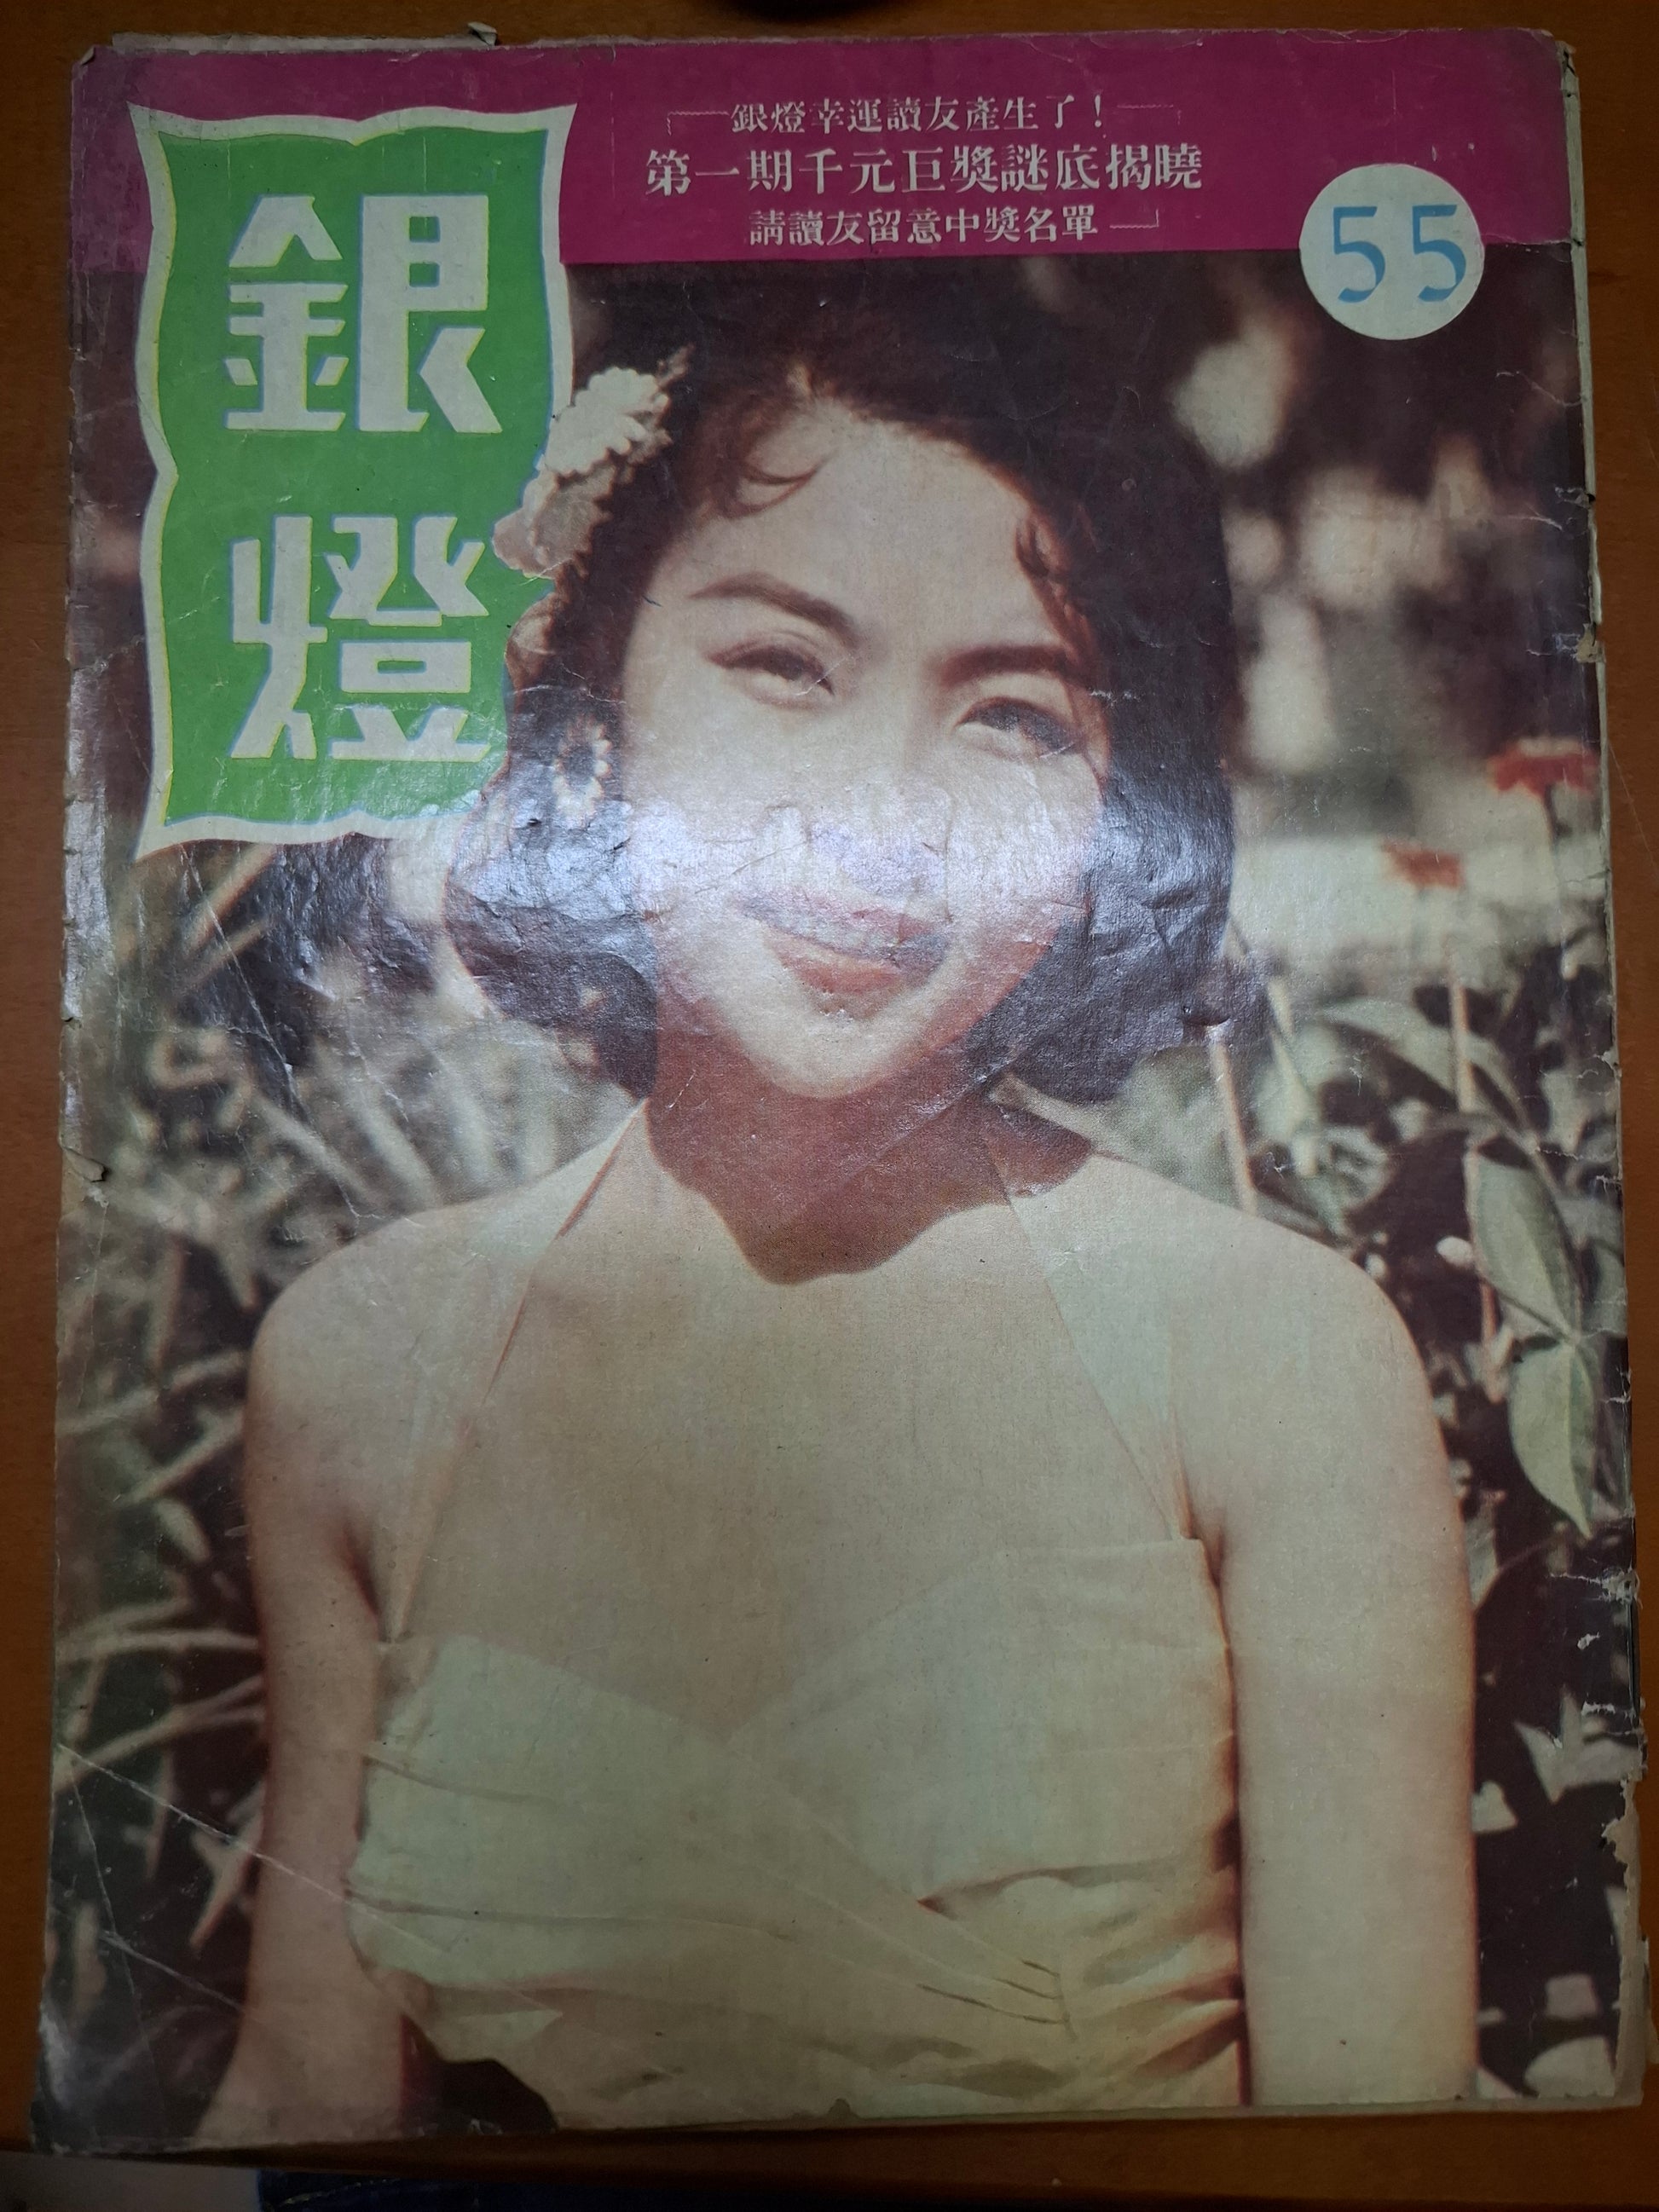 銀燈
銀燈幸運讀友產生了!
第一期千元巨獎謎底揭曉
請讀友留意中獎名單
55